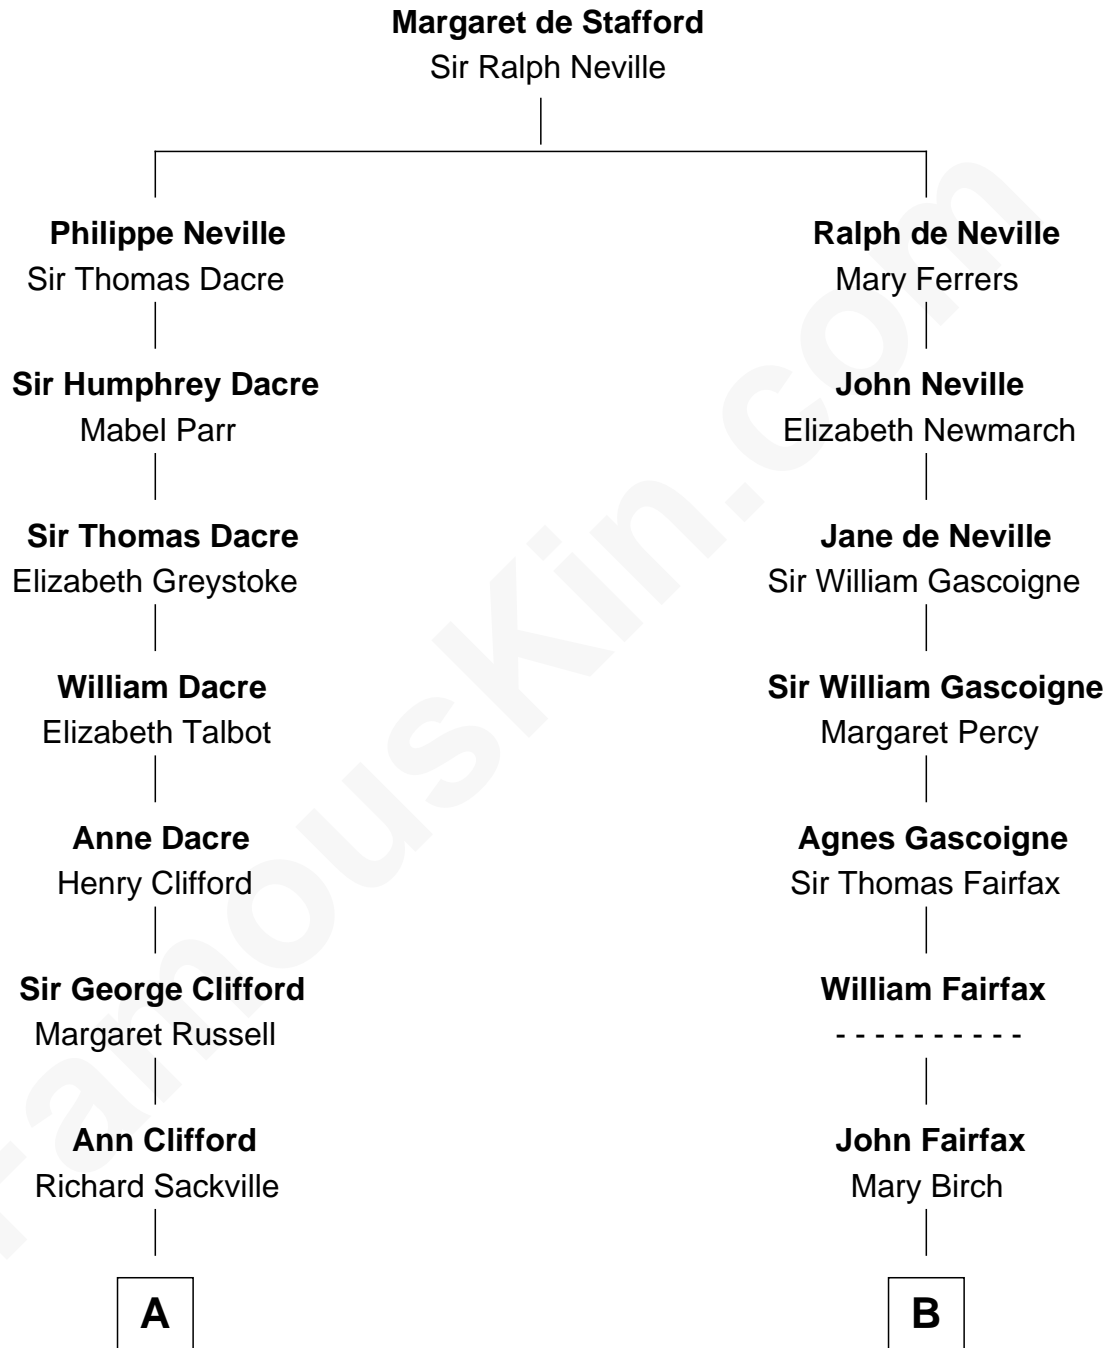 Margaret de Stafford
Sir Ralph Neville
Philippe Neville
Sir Thomas Dacre
Ralph de Neville
Mary Ferrers
Sir Humphrey Dacre
Mabel Parr
John Neville
Elizabeth Newmarch
Sir Thomas Dacre
Elizabeth Greystoke
Jane de Neville
Sir William Gascoigne
William Dacre
Elizabeth Talbot
Sir William Gascoigne
Margaret Percy
Anne Dacre
Henry Clifford
Agnes Gascoigne
Sir Thomas Fairfax
Sir George Clifford
Margaret Russell
William Fairfax
- - - - - - - - - -
Ann Clifford
Richard Sackville
John Fairfax
Mary Birch
A
B
FamousKin.com